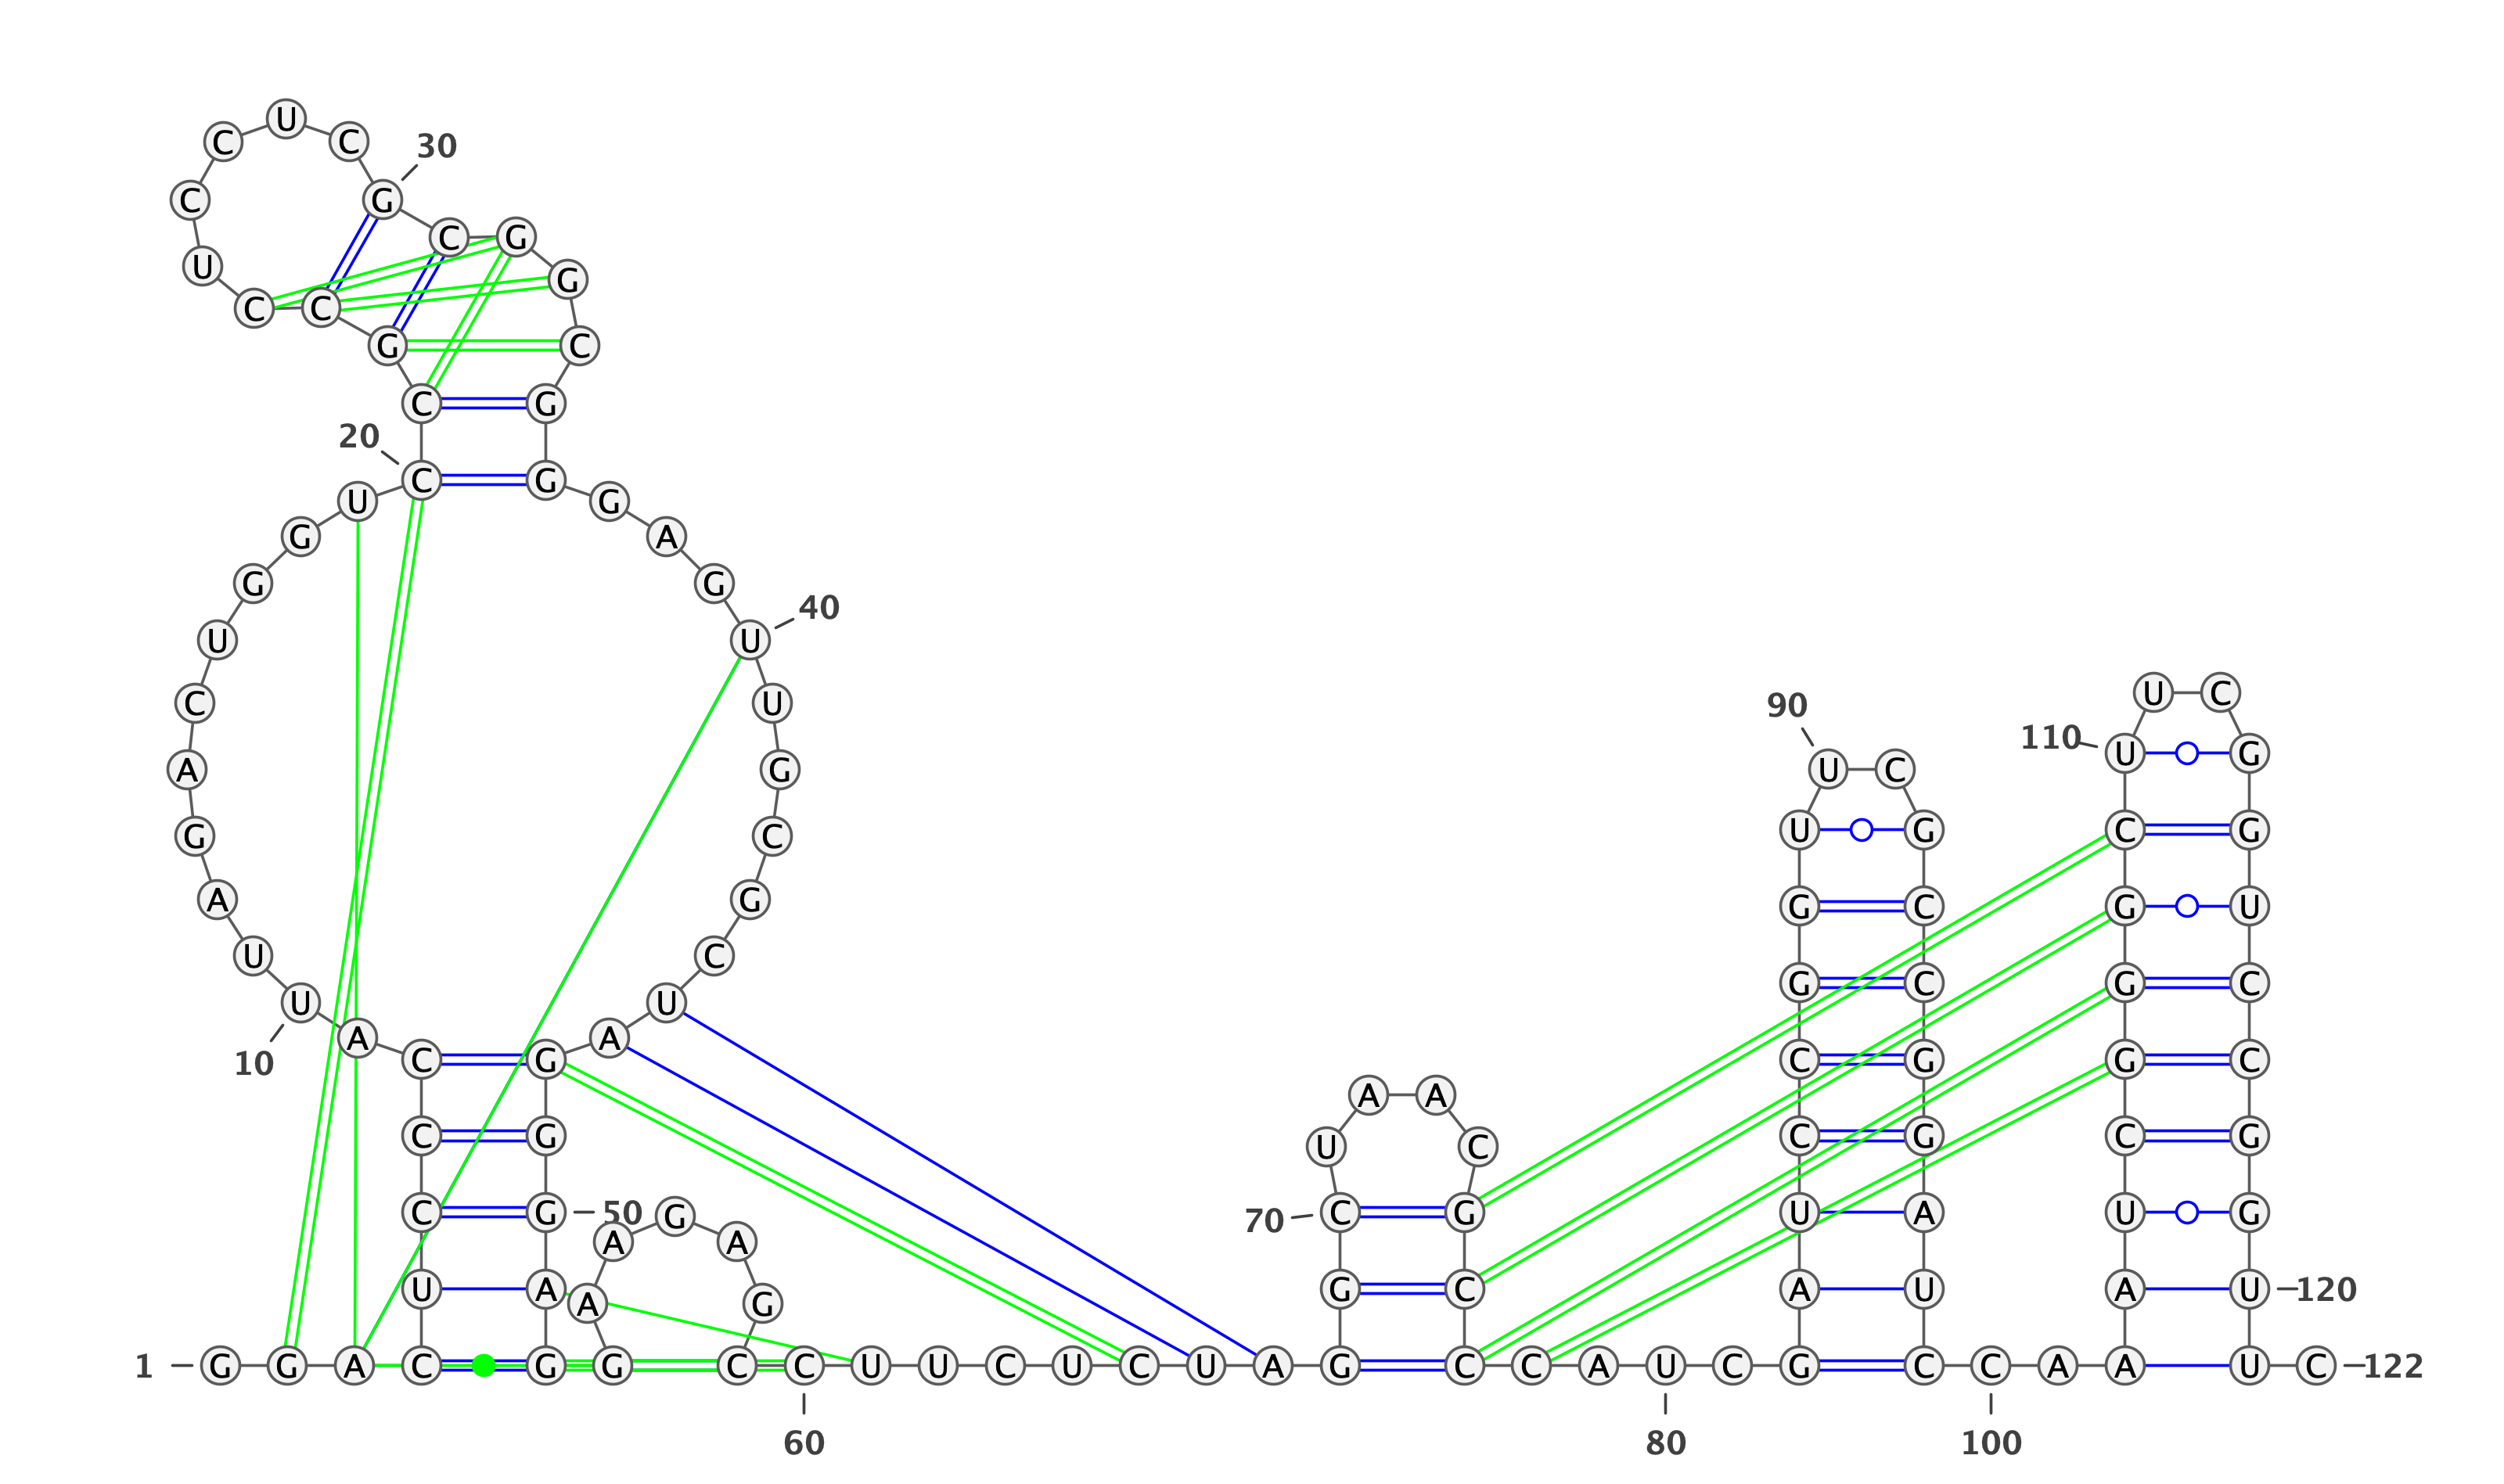 U
C C 30
C G
C G
U G
C C
G C
C G
20
C G
U G
G A
G G
40
U U
U C
C U 90
110 U G
A G U C
G C U G C G
A G G C G U
U C
G C G C
U U
A A
10 C G C G G C
A A
C G C G C G
U C
C G 50 G 70 C G U A U G
A A
U A G C A U A U 120
A G
1 G G A C G G C C U U C U C U A G C C A U C G C C A A U C 122
60 80 100